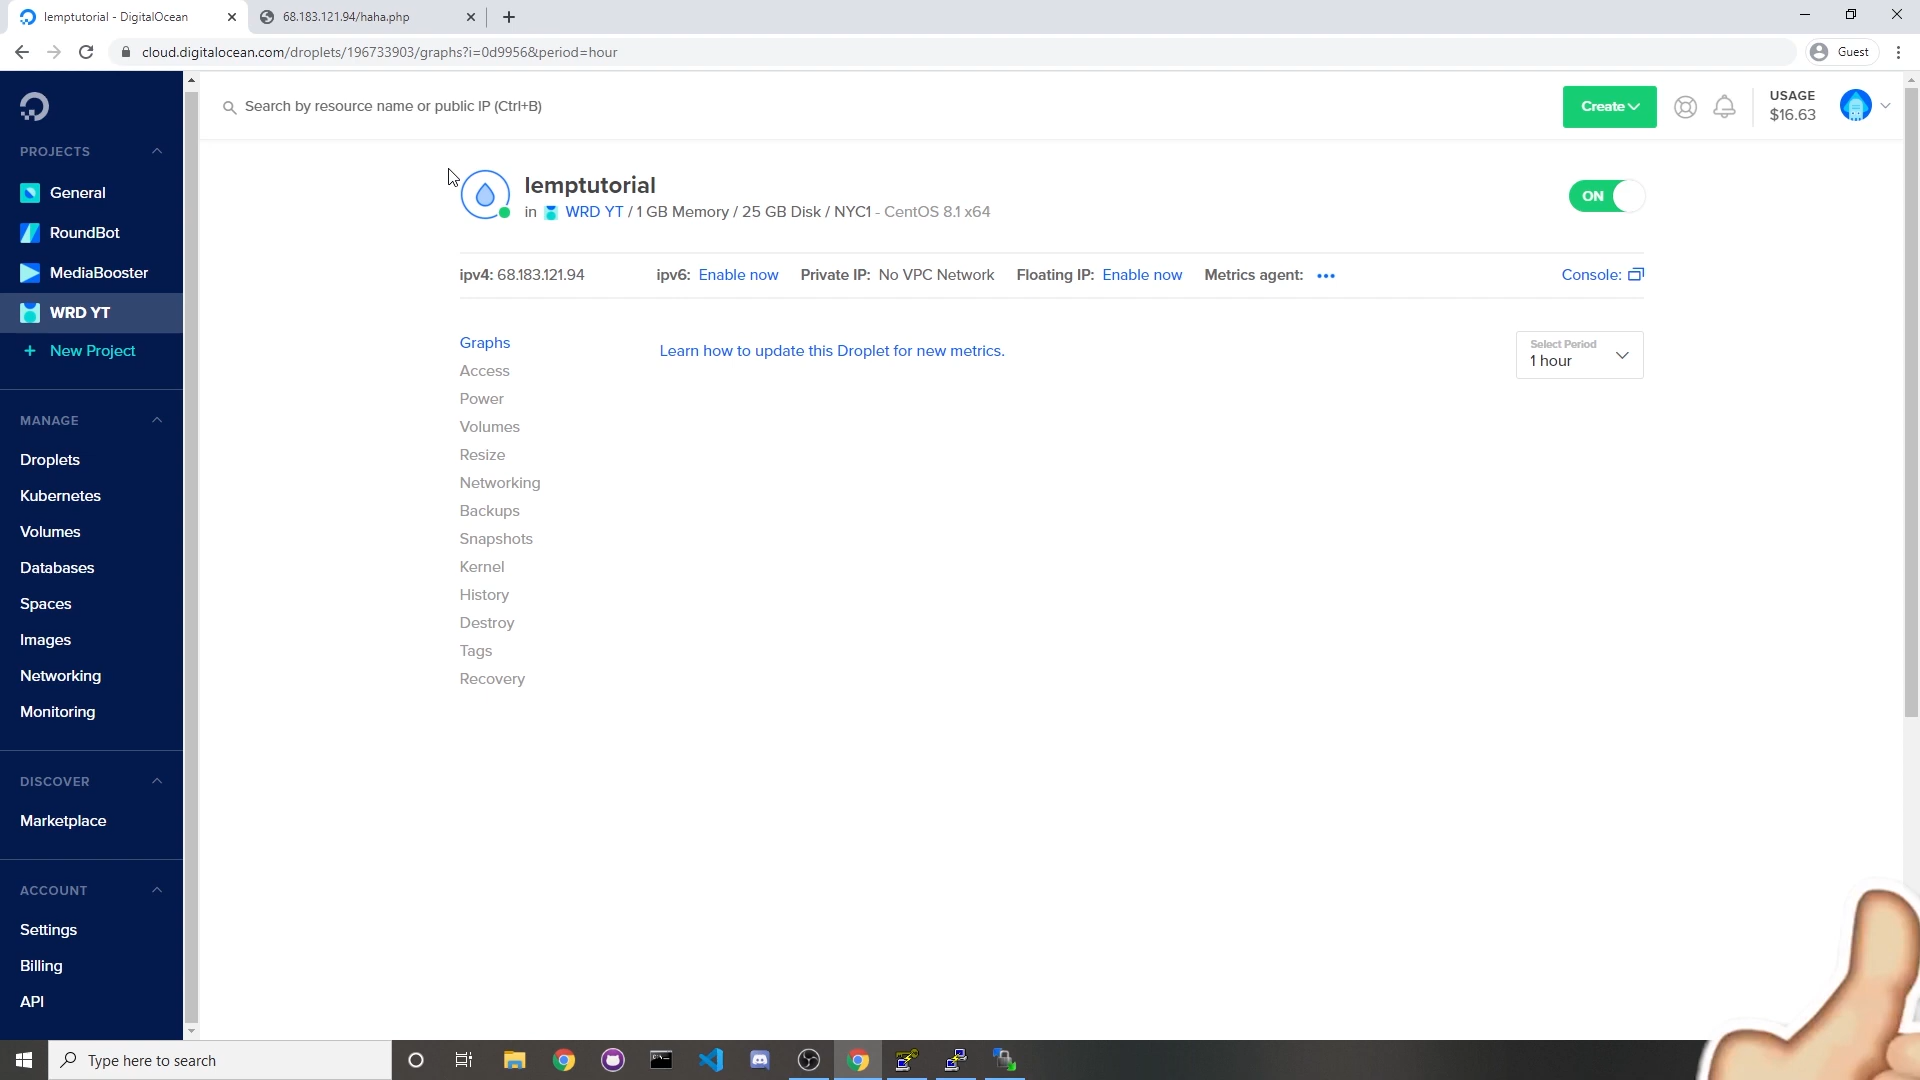 lemptutorial - DigitalOcean
68.183.121.94/haha.php
cloud.digitalocean.com/droplets/196733903/graphs?i=0d9956&period=hour
Guest
Search by resource name or public IP (Ctrl+B)
Create
USAGE
$16.63
PROJECTS
General
RoundBot
MediaBooster
WRD YT
+ New Project
MANAGE
Droplets
Kubernetes
Volumes
Databases
Spaces
Images
Networking
Monitoring
DISCOVER
Marketplace
ACCOUNT
Settings
Billing
API
lemptutorial
in WRD YT / 1 GB Memory / 25 GB Disk / NYC1 - CentOS 8.1 x64
ON
ipv4: 68.183.121.94 ipv6: Enable now Private IP: No VPC Network Floating IP: Enable now Metrics agent: ••• Console:
Graphs
Access
Power
Volumes
Resize
Networking
Backups
Snapshots
Kernel
History
Destroy
Tags
Recovery
Learn how to update this Droplet for new metrics.
Select Period
1 hour
Type here to search